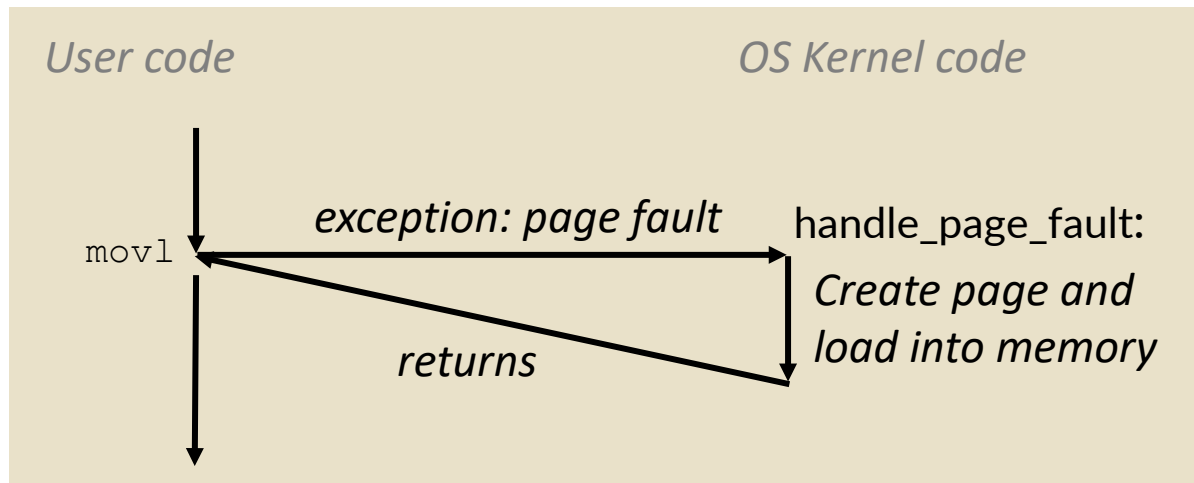 User code
OS Kernel code
exception: page fault
handle_page_fault:
movl
Create page and
load into memory
returns